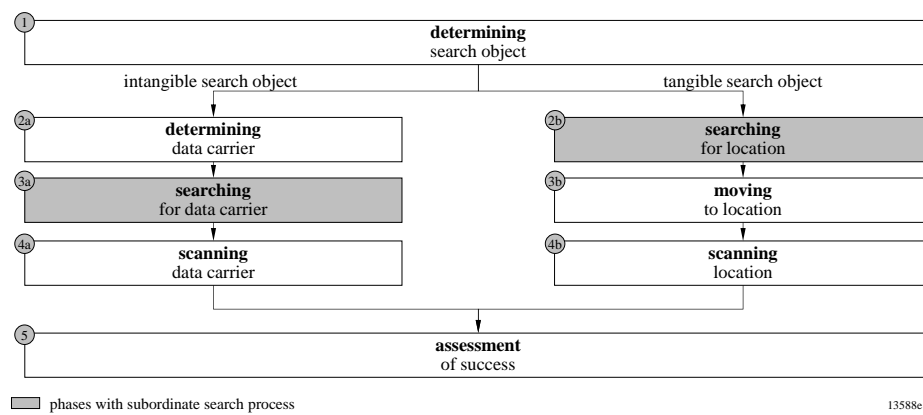 1
determining
search object
intangible search object
tangible search object
2a
determining
data carrier
2b
searching
for location
3a
searching
for data carrier
3b
moving
to location
4a
scanning
data carrier
4b
scanning
location
5
assessment
of success
phases with subordinate search process
13588e